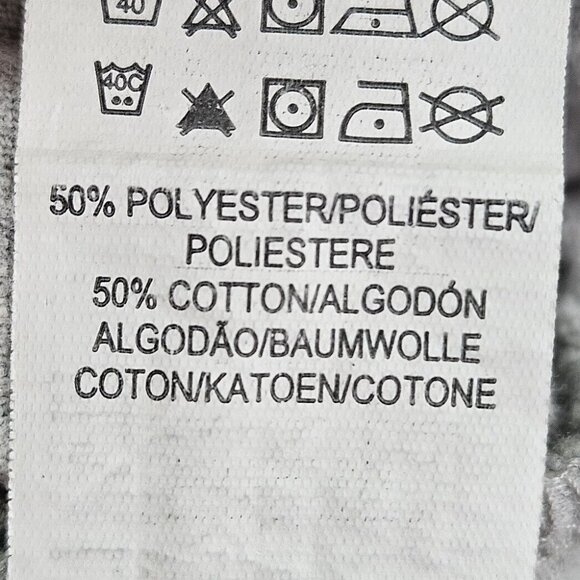 40
40C
50% POLYESTER/POLIÉSTER/
POLIESTERE
50% COTTON/ALGODÓN
ALGODÃO/BAUMWOLLE
COTON/KATOEN/COTONE